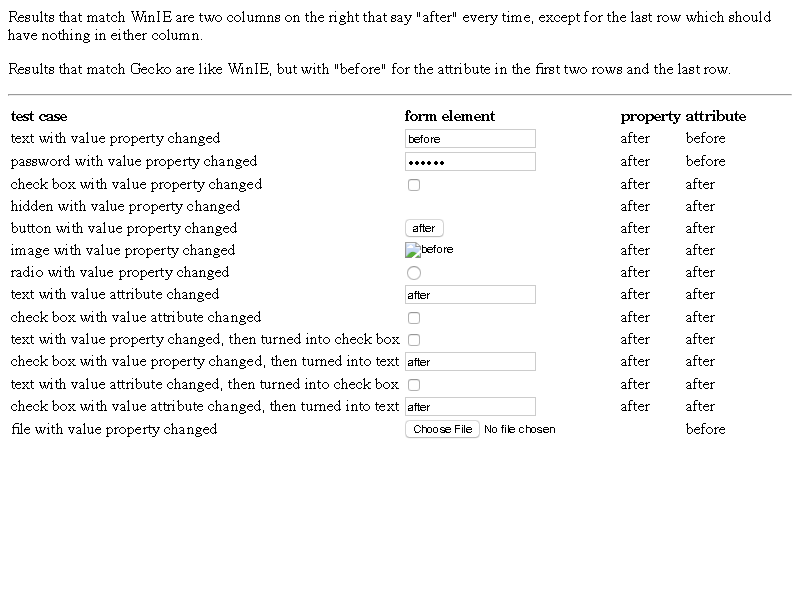 Results that match WinIE are two columns on the right that say "after" every time, except for the last row which should
have nothing in either column.
Results that match Gecko are like WinIE, but with "before" for the attribute in the first two rows and the last row.
test case form element property attribute
text with value property changed before after before
password with value property changed •••••• after before
check box with value property changed after after
hidden with value property changed after after
button with value property changed after after after
image with value property changed before after after
radio with value property changed after after
text with value attribute changed after after after
check box with value attribute changed after after
text with value property changed, then turned into check box after after
check box with value property changed, then turned into text after after after
text with value attribute changed, then turned into check box after after
check box with value attribute changed, then turned into text after after after
file with value property changed Choose File No file chosen before